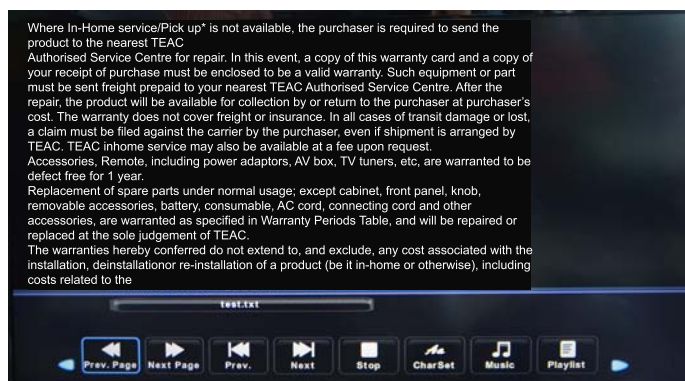 Where In-Home service/Pick up* is not available, the purchaser is required to send the
product to the nearest TEAC
Authorised Service Centre for repair. In this event, a copy of this warranty card and a copy of
your receipt of purchase must be enclosed to be a valid warranty. Such equipment or part
must be sent freight prepaid to your nearest TEAC Authorised Service Centre. After the
repair, the product will be available for collection by or return to the purchaser at purchaser's
cost. The warranty does not cover freight or insurance. In all cases of transit damage or lost,
a claim must be filed against the carrier by the purchaser, even if shipment is arranged by
TEAC. TEAC inhome service may also be available at a fee upon request.
Accessories, Remote, including power adaptors, AV box, TV tuners, etc, are warranted to be
defect free for 1 year.
Replacement of spare parts under normal usage; except cabinet, front panel, knob,
removable accessories, battery, consumable, AC cord, connecting cord and other
accessories, are warranted as specified in Warranty Periods Table, and will be repaired or
replaced at the sole judgement of TEAC.
The warranties hereby conferred do not extend to, and exclude, any cost associated with the
installation, deinstallationor re-installation of a product (be it in-home or otherwise), including
costs related to the
test.txt
Prev. Page Next Page Prev. Next Stop CharSet Music Playlist